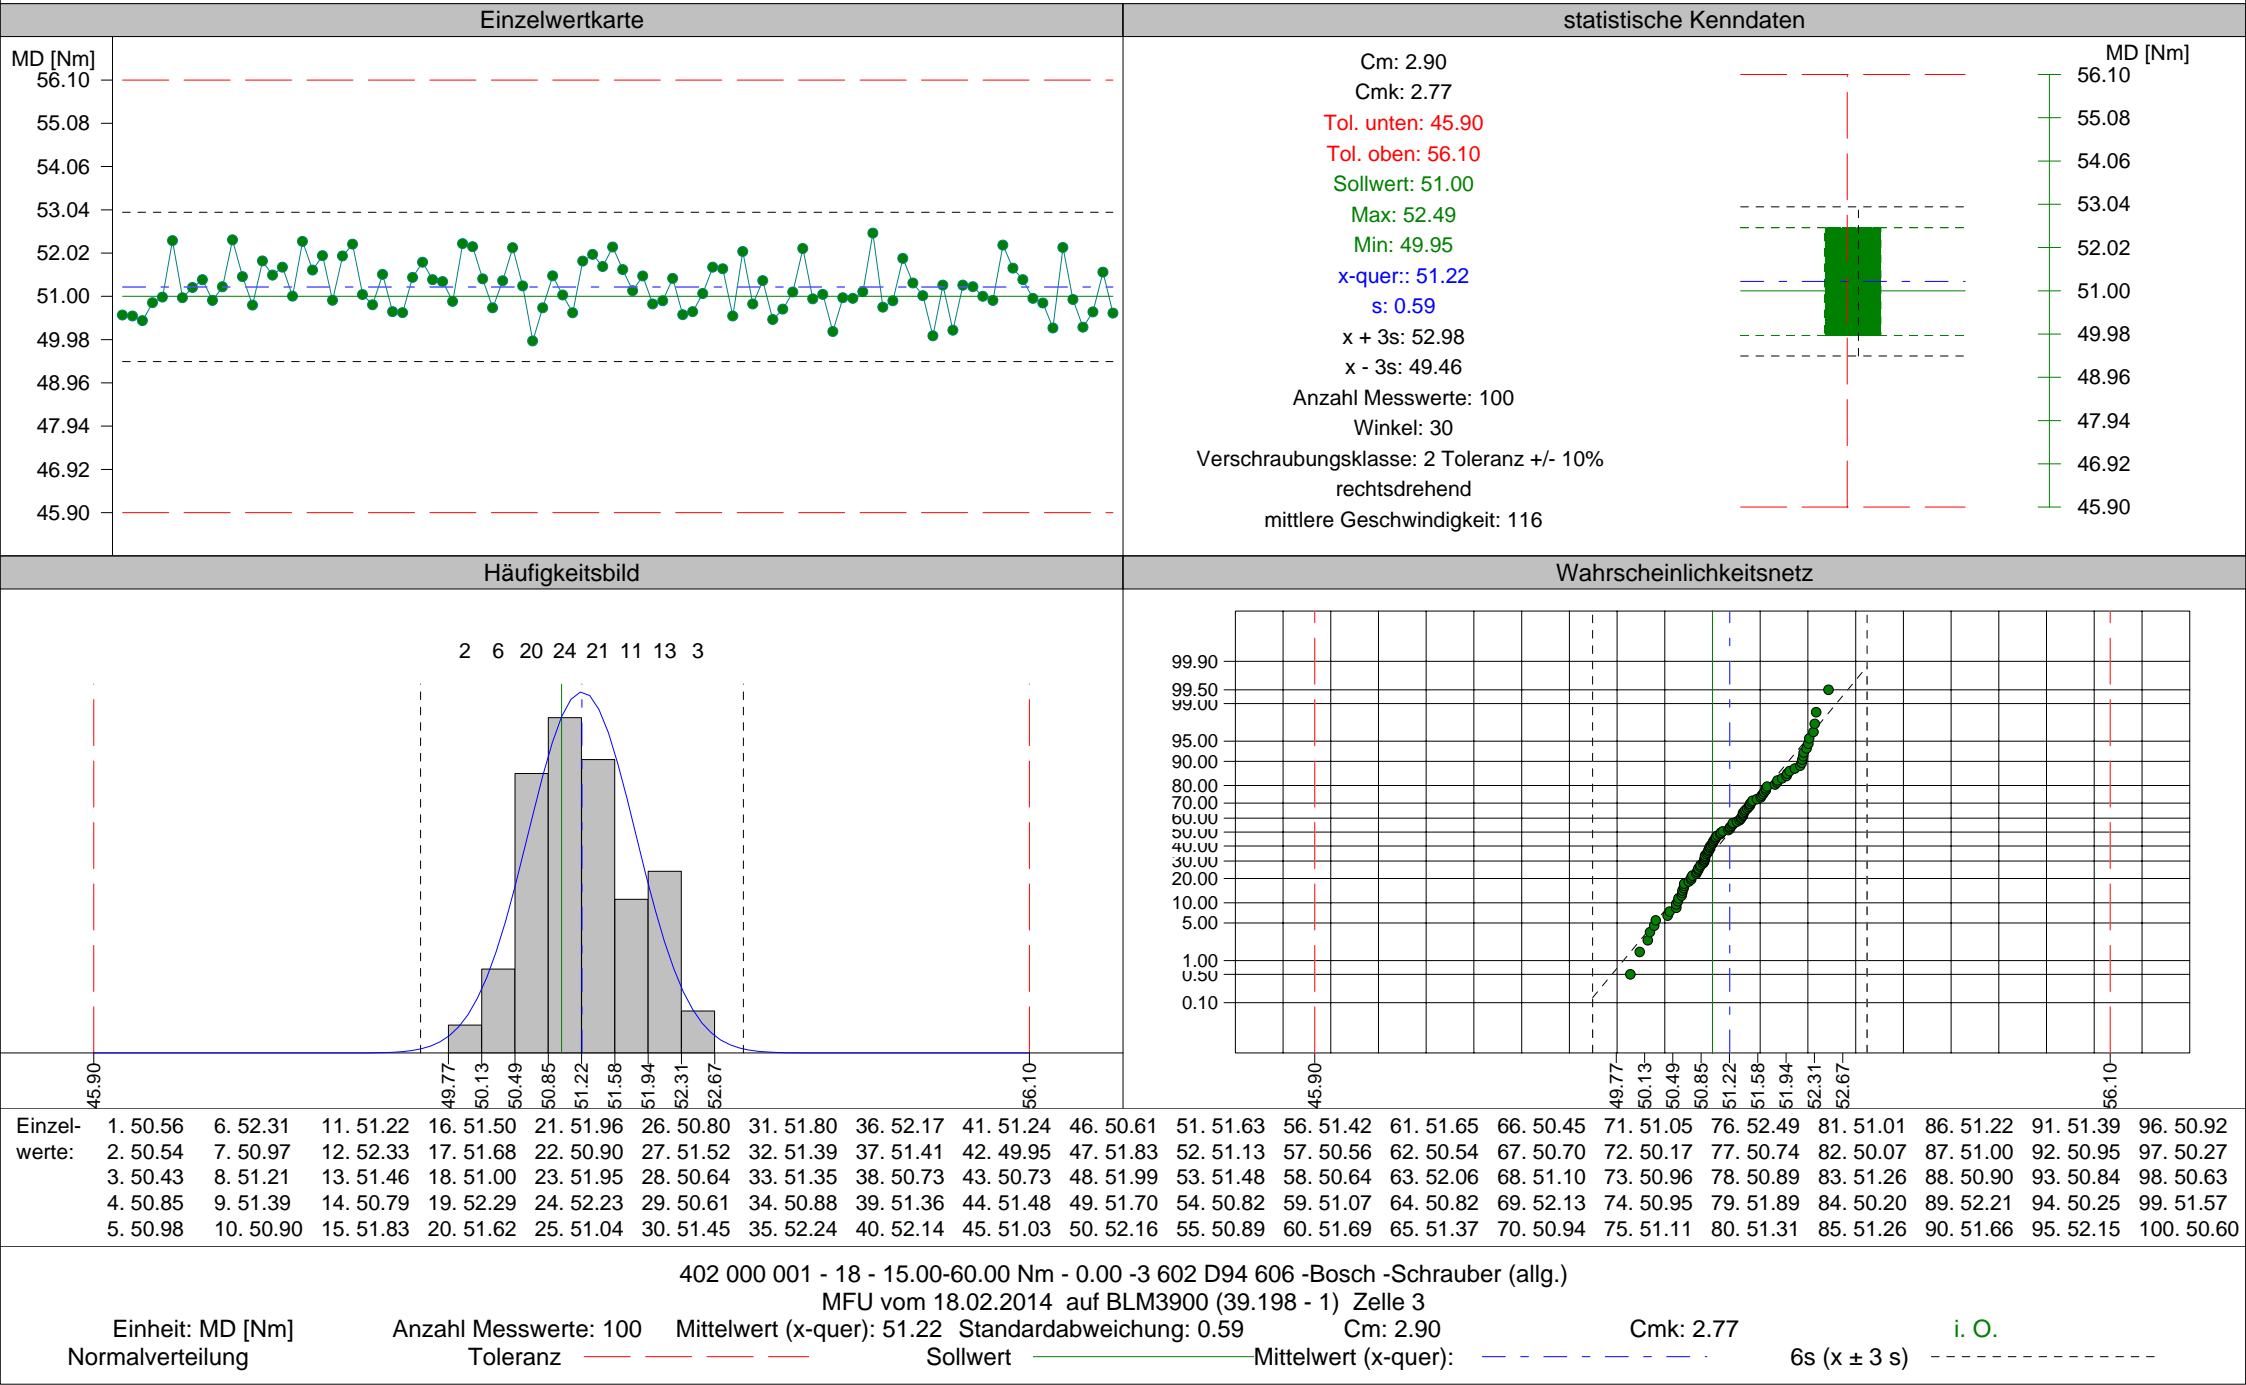 Einzelwertkarte
MD [Nm]
56.10
55.08
54.06
53.04
52.02
51.00
49.98
48.96
47.94
46.92
45.90
statistische Kenndaten
Cm: 2.90
Cmk: 2.77
Tol. unten: 45.90
Tol. oben: 56.10
Sollwert: 51.00
Max: 52.49
Min: 49.95
x-quer:: 51.22
s: 0.59
x + 3s: 52.98
x - 3s: 49.46
Anzahl Messwerte: 100
Winkel: 30
Verschraubungsklasse: 2 Toleranz +/- 10%
rechtsdrehend
mittlere Geschwindigkeit: 116
MD [Nm]
56.10
55.08
54.06
53.04
52.02
51.00
49.98
48.96
47.94
46.92
45.90
Häufigkeitsbild
2 6 20 24 21 11 13 3
45.90 49.77 50.13 50.49 50.85 51.22 51.58 51.94 52.31 52.67 56.10
Wahrscheinlichkeitsnetz
99.90
99.50
99.00
95.00
90.00
80.00
70.00
60.00
50.00
40.00
30.00
20.00
10.00
5.00
1.00
0.50
0.10
45.90 49.77 50.13 50.49 50.85 51.22 51.58 51.94 52.31 52.67 56.10
Einzel- 1. 50.56 6. 52.31 11. 51.22 16. 51.50 21. 51.96 26. 50.80 31. 51.80 36. 52.17 41. 51.24 46. 50.61 51. 51.63 56. 51.42 61. 51.65 66. 50.45 71. 51.05 76. 52.49 81. 51.01 86. 51.22 91. 51.39 96. 50.92
werte: 2. 50.54 7. 50.97 12. 52.33 17. 51.68 22. 50.90 27. 51.52 32. 51.39 37. 51.41 42. 49.95 47. 51.83 52. 51.13 57. 50.56 62. 50.54 67. 50.70 72. 50.17 77. 50.74 82. 50.07 87. 51.00 92. 50.95 97. 50.27
3. 50.43 8. 51.21 13. 51.46 18. 51.00 23. 51.95 28. 50.64 33. 51.35 38. 50.73 43. 50.73 48. 51.99 53. 51.48 58. 50.64 63. 52.06 68. 51.10 73. 50.96 78. 50.89 83. 51.26 88. 50.90 93. 50.84 98. 50.63
4. 50.85 9. 51.39 14. 50.79 19. 52.29 24. 52.23 29. 50.61 34. 50.88 39. 51.36 44. 51.48 49. 51.70 54. 50.82 59. 51.07 64. 50.82 69. 52.13 74. 50.95 79. 51.89 84. 50.20 89. 52.21 94. 50.25 99. 51.57
5. 50.98 10. 50.90 15. 51.83 20. 51.62 25. 51.04 30. 51.45 35. 52.24 40. 52.14 45. 51.03 50. 52.16 55. 50.89 60. 51.69 65. 51.37 70. 50.94 75. 51.11 80. 51.31 85. 51.26 90. 51.66 95. 52.15 100. 50.60
402 000 001 - 18 - 15.00-60.00 Nm - 0.00 -3 602 D94 606 -Bosch -Schrauber (allg.)
MFU vom 18.02.2014 auf BLM3900 (39.198 - 1) Zelle 3
Einheit: MD [Nm] Anzahl Messwerte: 100 Mittelwert (x-quer): 51.22 Standardabweichung: 0.59 Cm: 2.90 Cmk: 2.77 i. O.
Normalverteilung Toleranz Sollwert Mittelwert (x-quer): 6s (x ± 3 s)